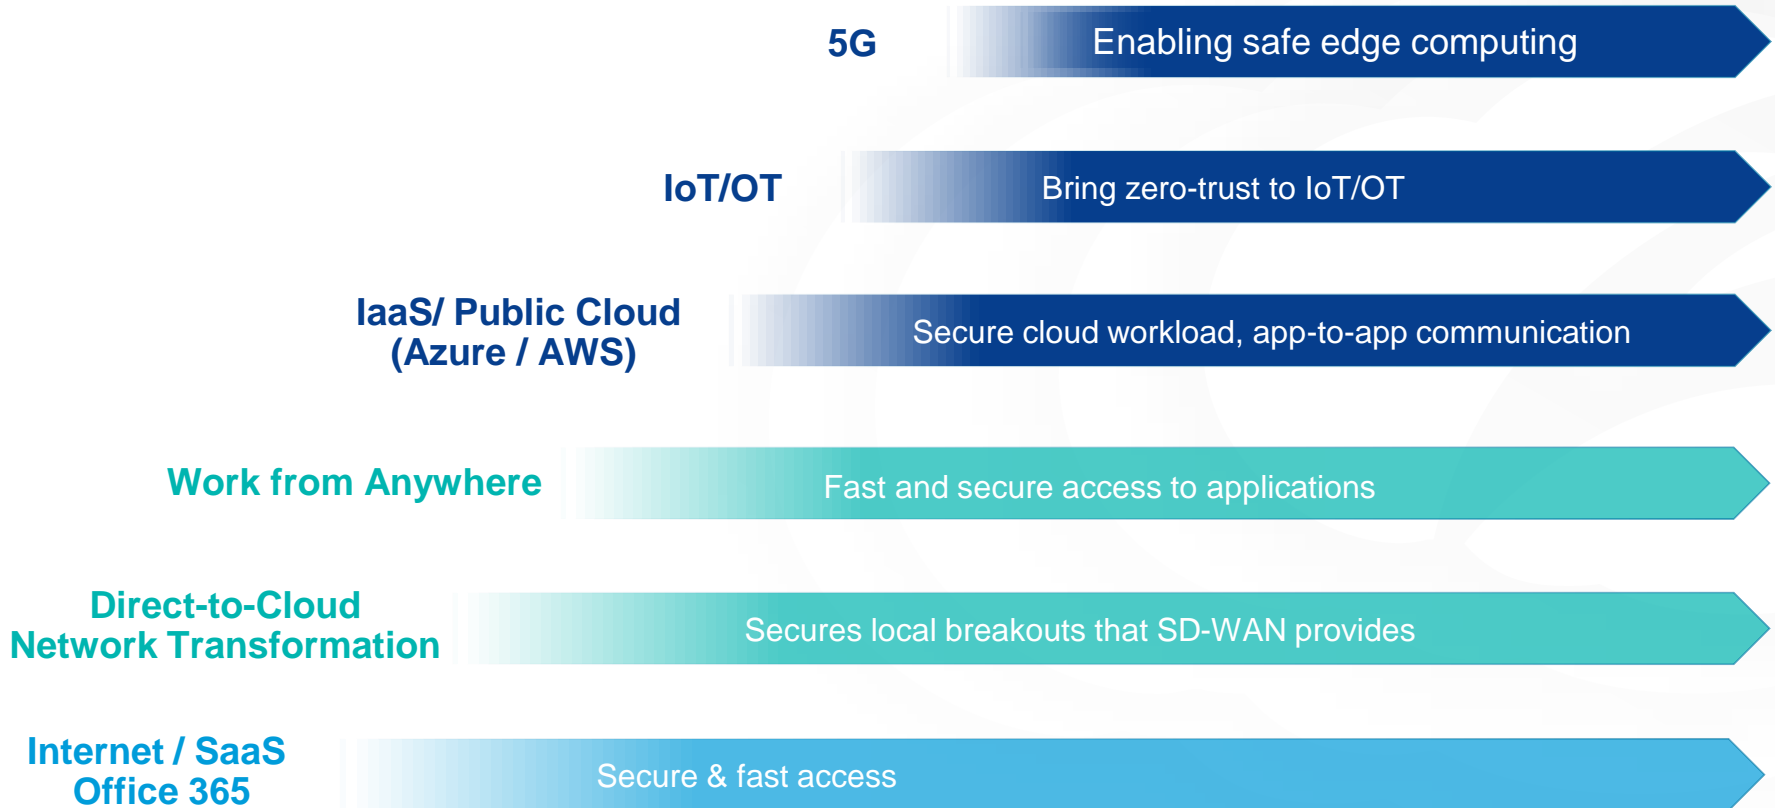 5G
Enabling safe edge computing
IoT/OT
Bring zero-trust to IoT/OT
IaaS/ Public Cloud
(Azure / AWS)
Secure cloud workload, app-to-app communication
Work from Anywhere
Fast and secure access to applications
Direct-to-Cloud
Network Transformation
Secures local breakouts that SD-WAN provides
Internet / SaaS
Office 365
Secure & fast access